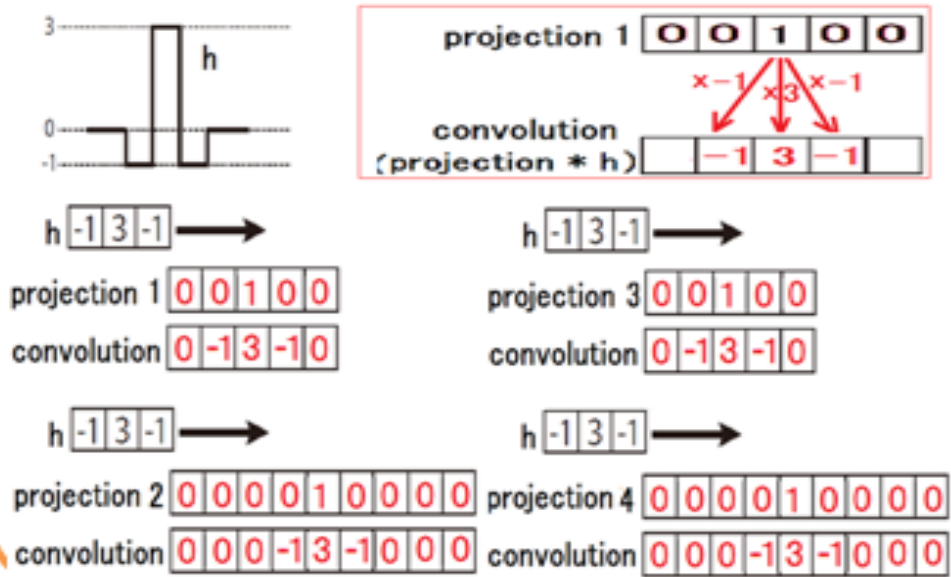 3
h
0
-1
projection 1 0 0 1 0 0
×-1 ×3 ×-1
convolution
(projection * h) -1 3 -1
h -1 3 -1
projection 1 0 0 1 0 0
convolution 0 -1 3 -1 0
h -1 3 -1
projection 3 0 0 1 0 0
convolution 0 -1 3 -1 0
h -1 3 -1
projection 2 0 0 0 0 1 0 0 0 0
convolution 0 0 0 -1 3 -1 0 0 0
h -1 3 -1
projection 4 0 0 0 0 1 0 0 0 0
convolution 0 0 0 -1 3 -1 0 0 0